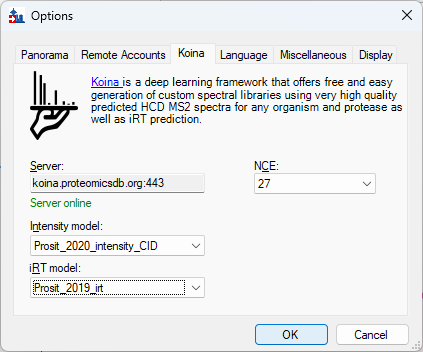 Options
Panorama Remote Accounts Koina Language Miscellaneous Display
Koina is a deep learning framework that offers free and easy
generation of custom spectral libraries using very high quality
predicted HCD MS2 spectra for any organism and protease as
well as iRT prediction.
Server: NCE:
koina.proteomicsdb.org:443 27
Server online
Intensity model:
Prosit_2020_intensity_CID
iRT model:
Prosit_2019_irt
OK Cancel